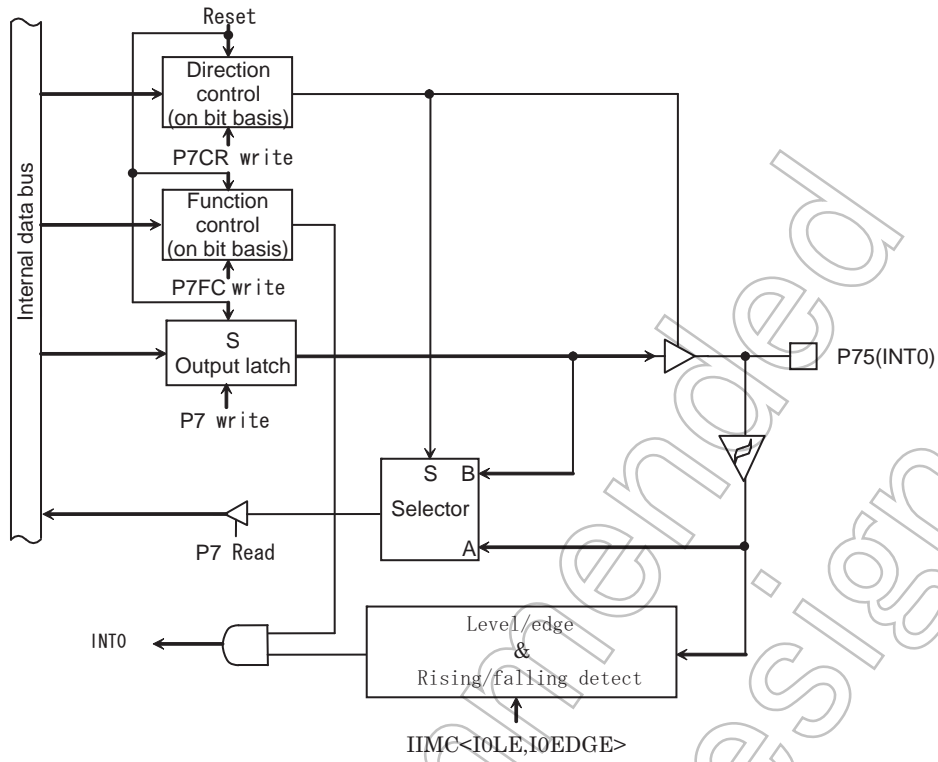 Reset
Internal data bus
Direction
control
(on bit basis)
P7CR write
Function
control
(on bit basis)
P7FC write
S
Output latch
P7 write
P75(INT0)
S
B
Selector
A
P7 Read
INT0
Level/edge
&
Rising/falling detect
IIMC<I0LE,I0EDGE>